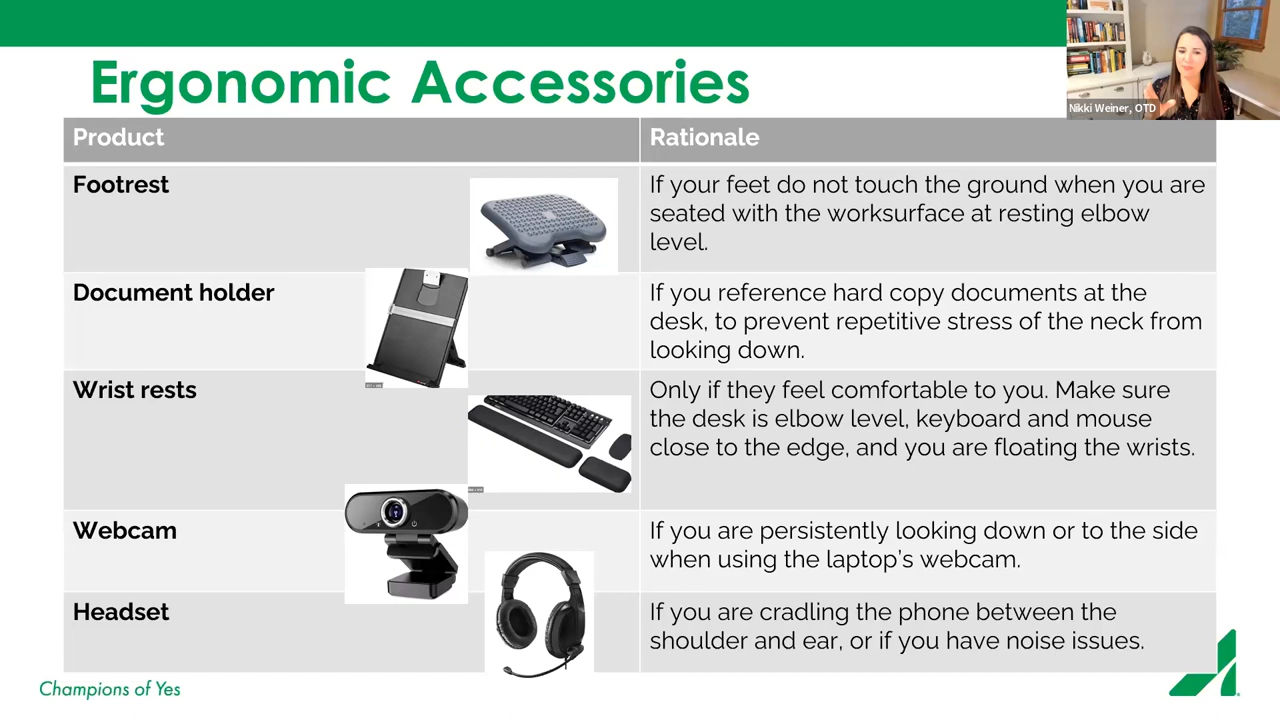 Ergonomic Accessories
Nikki Weiner, OTD
Product
Rationale
Footrest
If your feet do not touch the ground when you are
seated with the worksurface at resting elbow
level.
Document holder
If you reference hard copy documents at the
desk, to prevent repetitive stress of the neck from
looking down.
Wrist rests
Only if they feel comfortable to you. Make sure
the desk is elbow level, keyboard and mouse
close to the edge, and you are floating the wrists.
Webcam
If you are persistently looking down or to the side
when using the laptop's webcam.
Headset
If you are cradling the phone between the
shoulder and ear, or if you have noise issues.
Champions of Yes